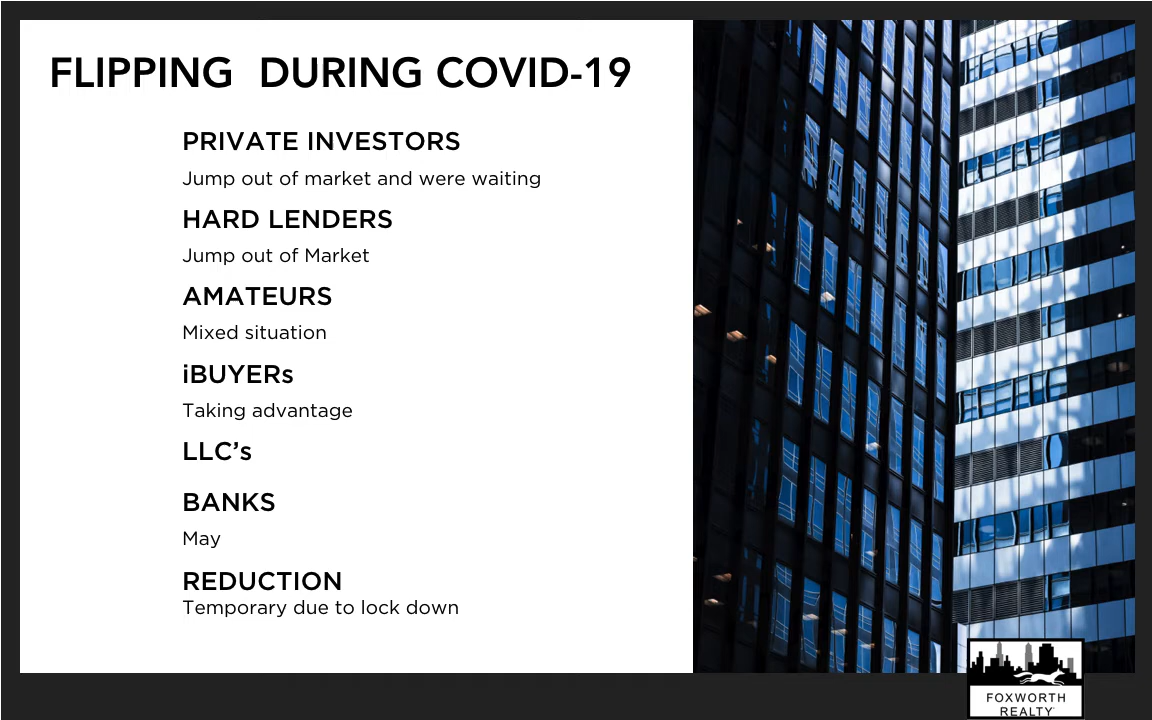 FLIPPING DURING COVID-19
PRIVATE INVESTORS
Jump out of market and were waiting
HARD LENDERS
Jump out of Market
AMATEURS
Mixed situation
iBUYERs
Taking advantage
LLC’s
BANKS
May
REDUCTION
Temporary due to lock down
FOXWORTH
REALTY